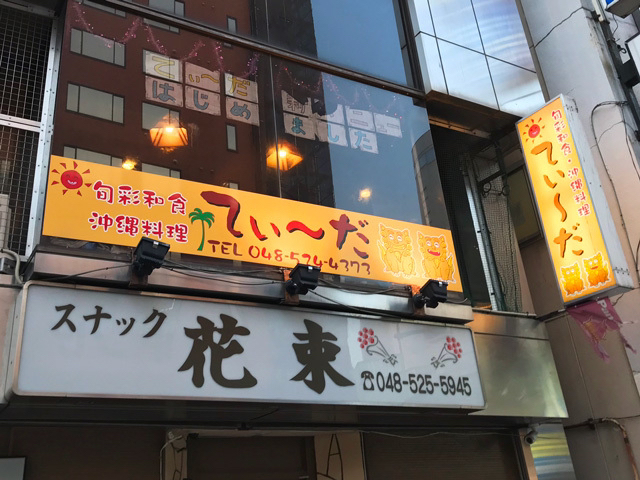 てぃ〜だ
はじめ
ました
旬彩和食
沖縄料理
てぃ〜だ
TEL 048-524-4373
旬彩和食・沖縄料理
てぃ〜だ
スナック
花束
☎048-525-5945